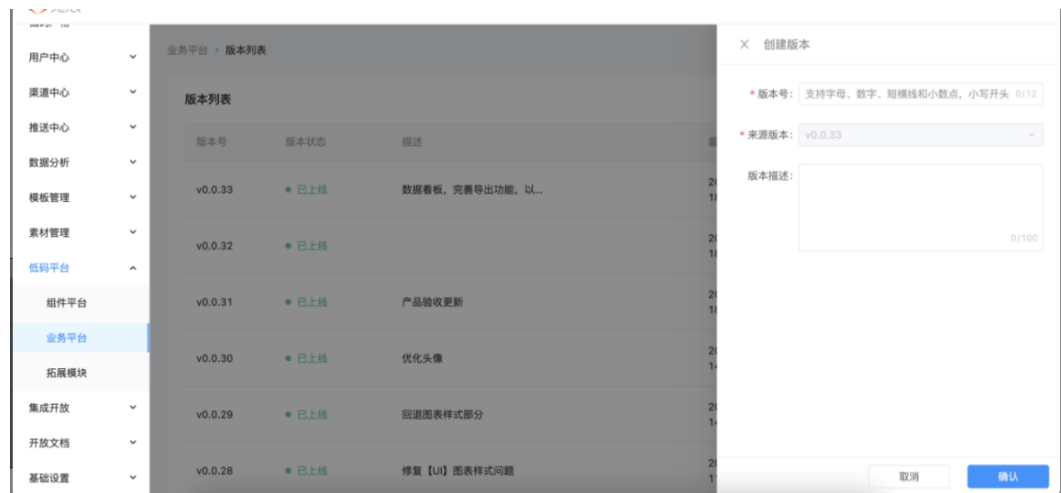 用户中心
渠道中心
推送中心
数据分析
模板管理
素材管理
低码平台
组件平台
业务平台
拓展模块
集成开放
开放文档
基础设置
业务平台 > 版本列表
版本列表
版本号 版本状态 描述
v0.0.33 已上线 数据看板，完善导出功能，以...
v0.0.32 已上线
v0.0.31 已上线 产品验收更新
v0.0.30 已上线 优化头像
v0.0.29 已上线 回退图表样式部分
v0.0.28 已上线 修复【UI】图表样式问题
创建版本
* 版本号： 支持字母、数字、短横线和小数点，小写开头 0/12
* 来源版本： v0.0.33
版本描述：
0/100
取消 确认